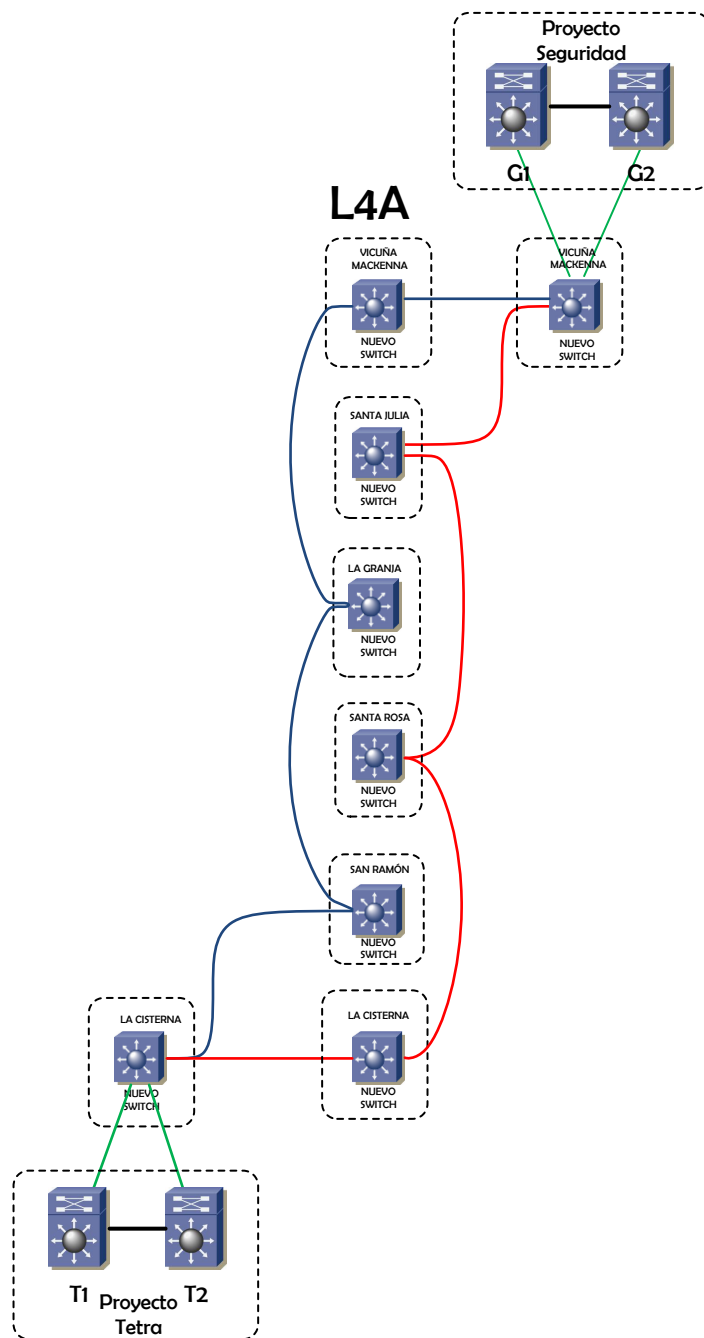 Proyecto
Seguridad
G1
G2
L4A
VICUÑA
MACKENNA
NUEVO
SWITCH
VICUÑA
MACKENNA
NUEVO
SWITCH
SANTA JULIA
NUEVO
SWITCH
LA GRANJA
NUEVO
SWITCH
SANTA ROSA
NUEVO
SWITCH
SAN RAMÓN
NUEVO
SWITCH
LA CISTERNA
NUEVO
SWITCH
LA CISTERNA
NUEVO
SWITCH
T1
T2
Proyecto
Tetra